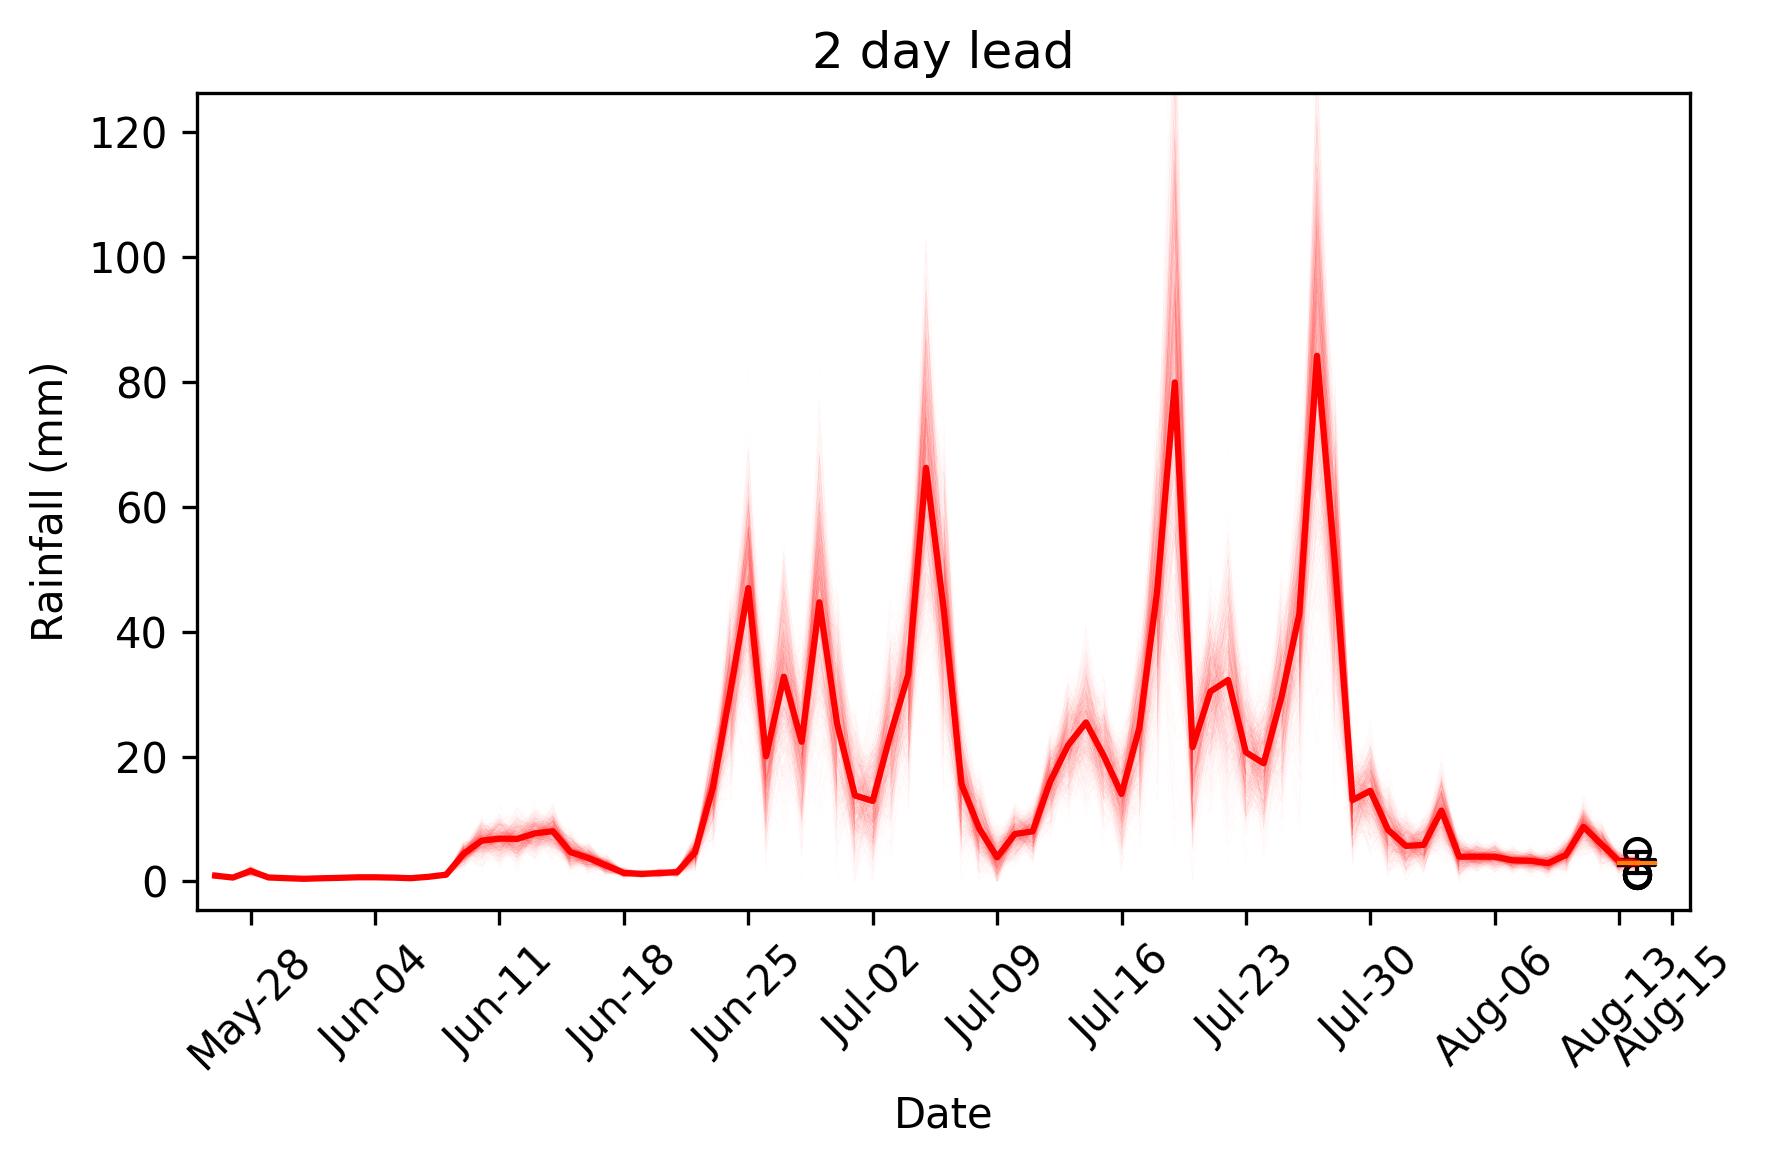 2 day lead
120
100
80
60
40
20
0
Rainfall (mm)
May-28
Jun-04
Jun-11
Jun-18
Jun-25
Jul-02
Jul-09
Jul-16
Jul-23
Jul-30
Aug-06
Aug-13
Aug-15
Date